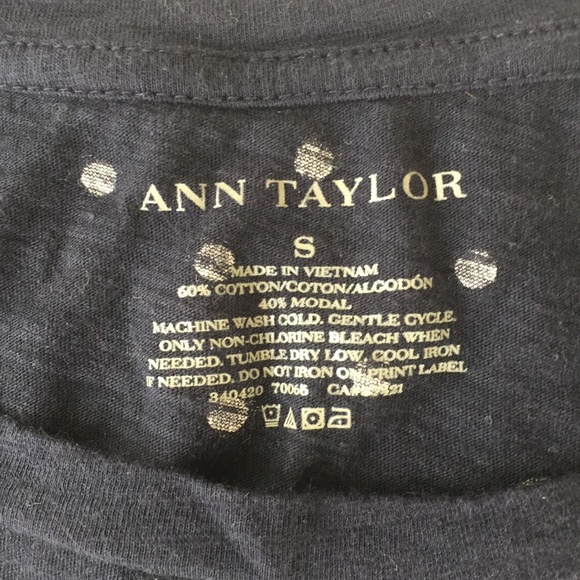 ANN TAYLOR
S
MADE IN VIETNAM
60% COTTON/COTON/ALGODÓN
40% MODAL
MACHINE WASH COLD. GENTLE CYCLE.
ONLY NON-CHLORINE BLEACH WHEN
NEEDED. TUMBLE DRY LOW. COOL IRON
IF NEEDED. DO NOT IRON ON PRINT LABEL
340420 70065